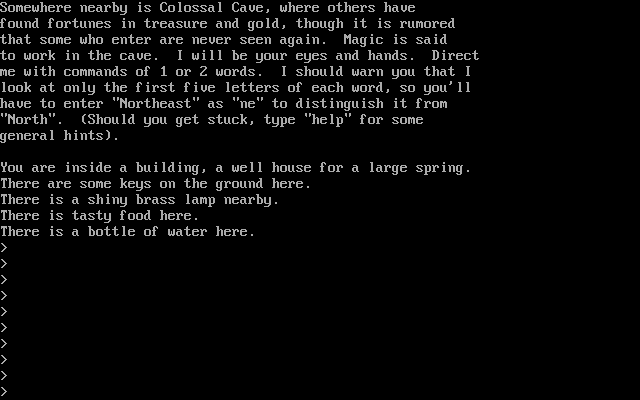 Somewhere nearby is Colossal Cave, where others have
found fortunes in treasure and gold, though it is rumored
that some who enter are never seen again.  Magic is said
to work in the cave.  I will be your eyes and hands.  Direct
me with commands of 1 or 2 words.  I should warn you that I
look at only the first five letters of each word, so you'll
have to enter "Northeast" as "ne" to distinguish it from
"North".  (Should you get stuck, type "help" for some
general hints).

You are inside a building, a well house for a large spring.
There are some keys on the ground here.
There is a shiny brass lamp nearby.
There is tasty food here.
There is a bottle of water here.
>
>
>
>
>
>
>
>
>
>